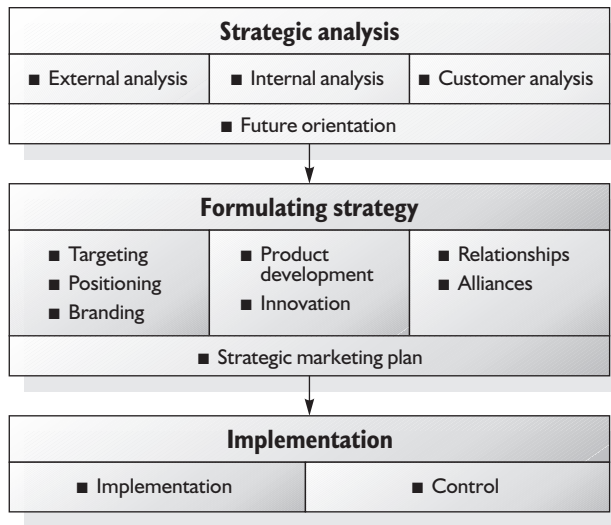 Strategic analysis
■ External analysis
■ Internal analysis
■ Customer analysis
■ Future orientation
Formulating strategy
■ Targeting
■ Positioning
■ Branding
■ Product
development
■ Innovation
■ Relationships
■ Alliances
■ Strategic marketing plan
Implementation
■ Implementation
■ Control